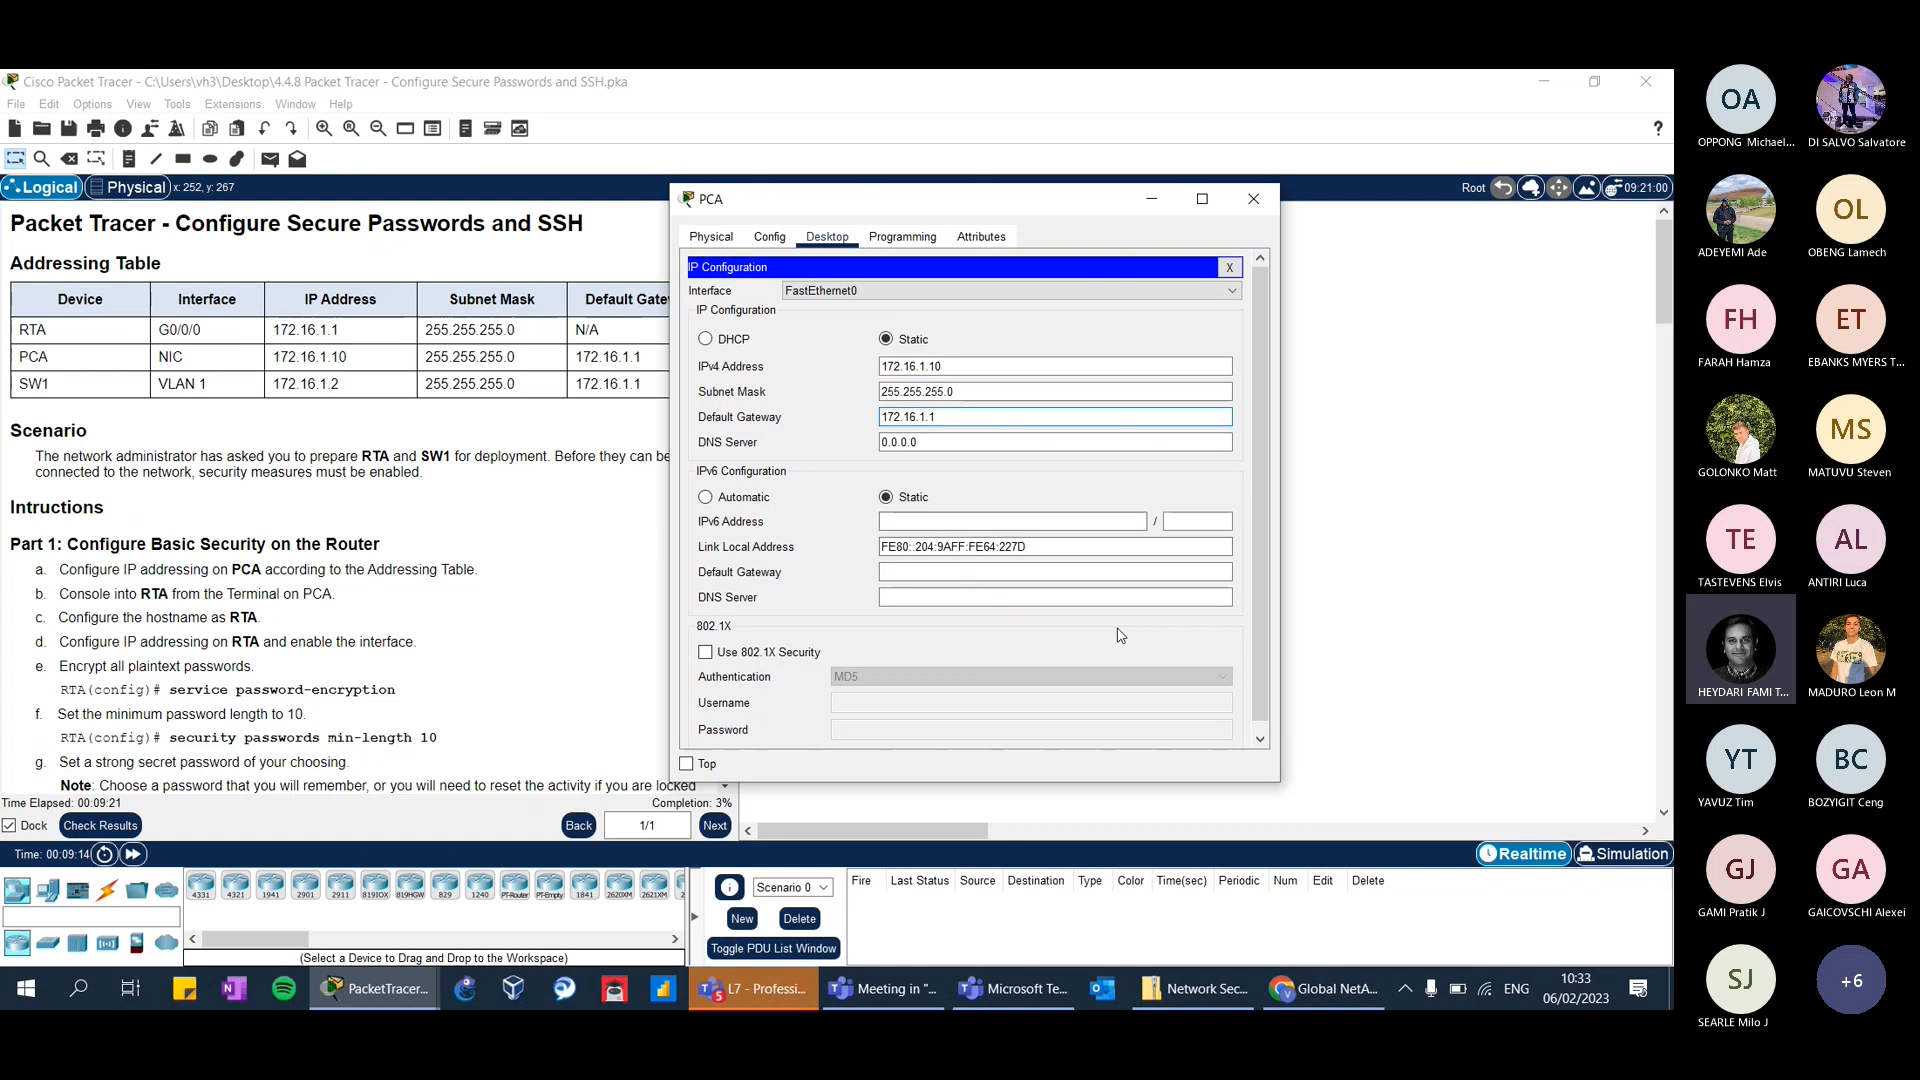 Cisco Packet Tracer - C:\Users\vh3\Desktop\4.4.8 Packet Tracer - Configure Secure Passwords and SSH.pka
File Edit Options View Tools Extensions Window Help
?
Logical Physical x: 252, y: 267
Root 09:21:00
Packet Tracer - Configure Secure Passwords and SSH
Addressing Table
Device Interface IP Address Subnet Mask Default Gate
RTA G0/0/0 172.16.1.1 255.255.255.0 N/A
PCA NIC 172.16.1.10 255.255.255.0 172.16.1.1
SW1 VLAN 1 172.16.1.2 255.255.255.0 172.16.1.1
Scenario
The network administrator has asked you to prepare RTA and SW1 for deployment. Before they can be
connected to the network, security measures must be enabled.
Intructions
Part 1: Configure Basic Security on the Router
a. Configure IP addressing on PCA according to the Addressing Table.
b. Console into RTA from the Terminal on PCA.
c. Configure the hostname as RTA.
d. Configure IP addressing on RTA and enable the interface.
e. Encrypt all plaintext passwords.
RTA(config)# service password-encryption
f. Set the minimum password length to 10.
RTA(config)# security passwords min-length 10
g. Set a strong secret password of your choosing.
Note: Choose a password that you will remember, or you will need to reset the activity if you are locked
Time Elapsed: 00:09:21 Completion: 3%
Dock Check Results Back 1/1 Next
PCA
Physical Config Desktop Programming Attributes
IP Configuration X
Interface FastEthernet0
IP Configuration
DHCP Static
IPv4 Address 172.16.1.10
Subnet Mask 255.255.255.0
Default Gateway 172.16.1.1
DNS Server 0.0.0.0
IPv6 Configuration
Automatic Static
IPv6 Address /
Link Local Address FE80::204:9AFF:FE64:227D
Default Gateway
DNS Server
802.1X
Use 802.1X Security
Authentication MD5
Username
Password
Top
Time: 00:09:14
Realtime Simulation
4331 4321 1941 2901 2911 819IOX 819HGW 829 1240 PT-Router PT-Empty 1841 2620XM 2621XM
(Select a Device to Drag and Drop to the Workspace)
Scenario 0
New Delete
Toggle PDU List Window
Fire Last Status Source Destination Type Color Time(sec) Periodic Num Edit Delete
PacketTracer... L7 - Professi... Meeting in "... Microsoft Te... Network Sec... Global NetA... ENG
10:33
06/02/2023
OA
OPPONG Michael... DI SALVO Salvatore
OL
ADEYEMI Ade OBENG Lamech
FH ET
FARAH Hamza EBANKS MYERS T...
MS
GOLONKO Matt MATUVU Steven
TE AL
TASTEVENS Elvis ANTIRI Luca
HEYDARI FAMI T... MADURO Leon M
YT BC
YAVUZ Tim BOZYIGIT Ceng
GJ GA
GAMI Pratik J GAICOVSCHI Alexei
SJ +6
SEARLE Milo J